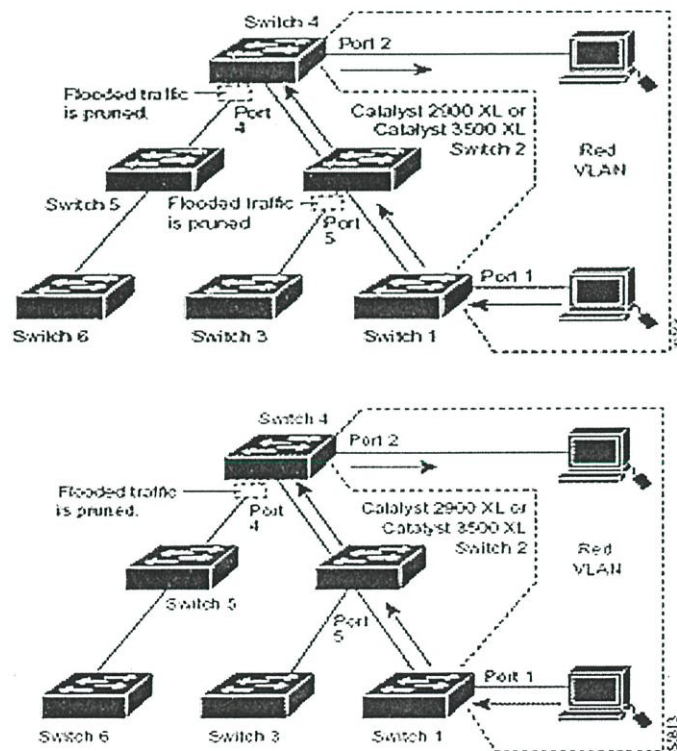 Switch 4
Port 2
Flooded traffic
is pruned.
Port
4
Catalyst 2900 XL or
Catalyst 3500 XL
Switch 2
Red
VLAN
Switch 5
Flooded traffic
is pruned
Port
5
Port 1
Switch 6
Switch 3
Switch 1
Switch 4
Port 2
Flooded traffic
is pruned.
Port
4
Catalyst 2900 XL or
Catalyst 3500 XL
Switch 2
Red
VLAN
Switch 5
Port
5
Port 1
Switch 6
Switch 3
Switch 1